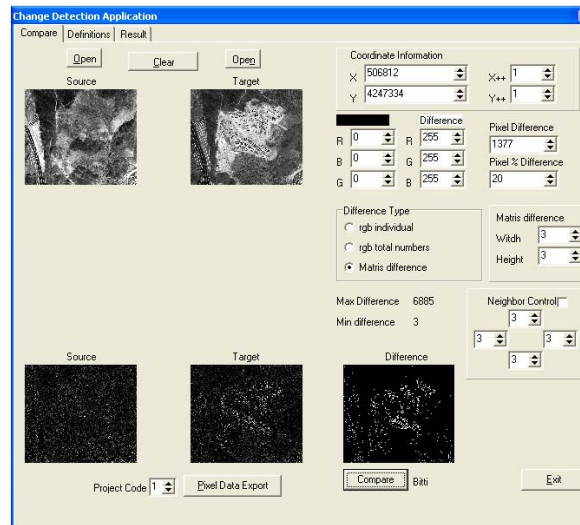 Change Detection Application
Compare Definitions Result
Open Clear Open
Source Target
Coordinate Information
X 506812 X++ 1
Y 4247334 Y++ 1
Difference
R 0 R 255
B 0 G 255
G 0 B 255
Pixel Difference
1377
Pixel % Difference
20
Difference Type
rgb individual
rgb total numbers
Matris difference
Matris difference
Witdh 3
Height 3
Max Difference 6885
Min difference 3
Neighbor Control
3
3 3
3
Source Target Difference
Project Code 1 Pixel Data Export Compare Bitti Exit